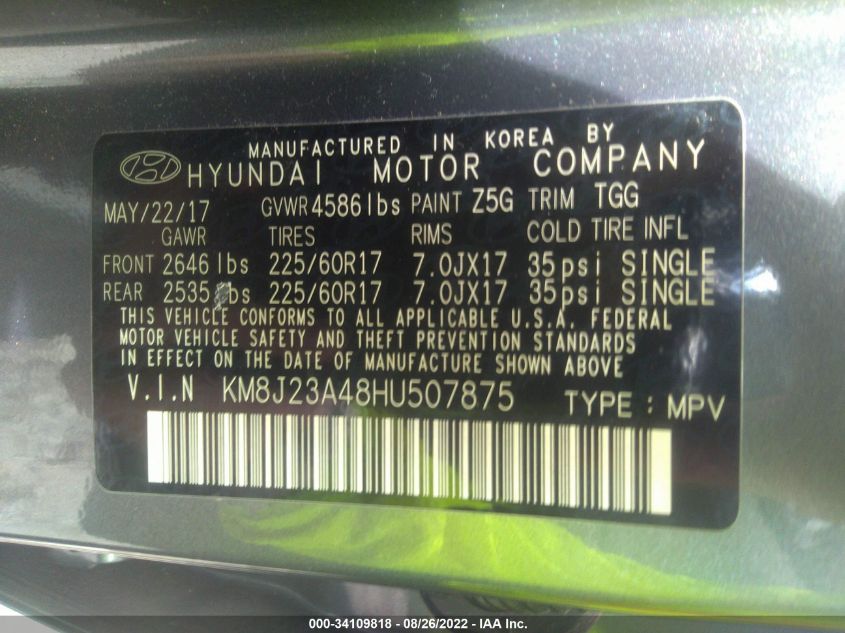 MANUFACTURED IN KOREA BY
HYUNDAI MOTOR COMPANY
MAY/22/17 GVWR 4586 lbs PAINT Z5G TRIM TGG
GAWR TIRES RIMS COLD TIRE INFL
FRONT 2646 lbs 225/60R17 7.0JX17 35 psi SINGLE
REAR 2535 lbs 225/60R17 7.0JX17 35 psi SINGLE
THIS VEHICLE CONFORMS TO ALL APPLICABLE U.S.A. FEDERAL
MOTOR VEHICLE SAFETY AND THEFT PREVENTION STANDARDS
IN EFFECT ON THE DATE OF MANUFACTURE SHOWN ABOVE
V.I.N KM8J23A48HU507875 TYPE : MPV
000-34109818 - 08/26/2022 - IAA Inc.